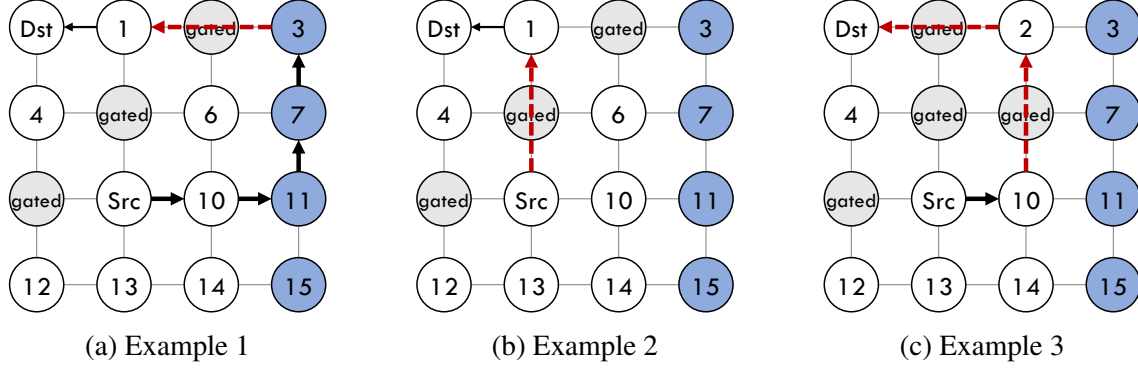 Dst 1 gated 3 Dst 1 gated 3 Dst gated 2 3
4 gated 6 7 4 gated 6 7 4 gated gated 7
gated Src 10 11 gated Src 10 11 gated Src 10 11
12 13 14 15 12 13 14 15 12 13 14 15
(a) Example 1 (b) Example 2 (c) Example 3